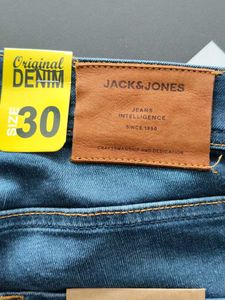 Original
DENIM
SIZE
30
JACK&JONES
JEANS
INTELLIGENCE
SINCE 1990
CRAFTSMANSHIP AND DEDICATION